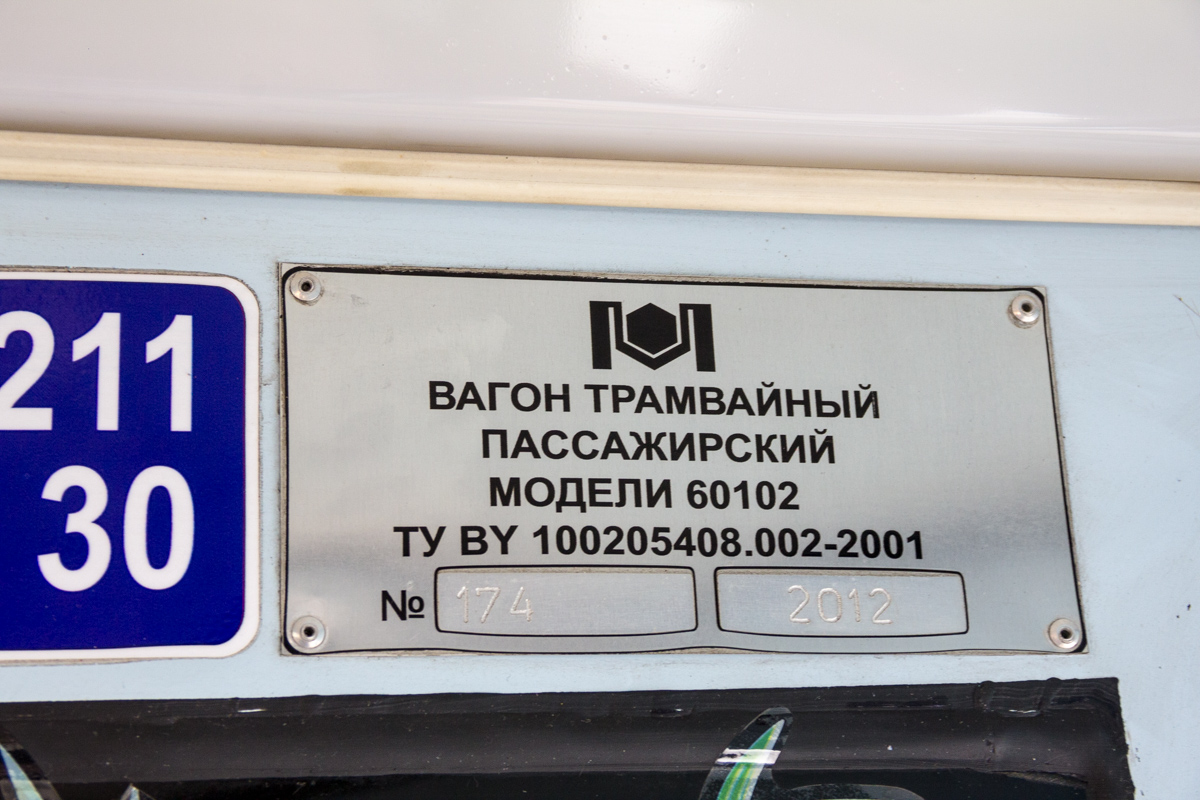 211
30
ВАГОН ТРАМВАЙНЫЙ
ПАССАЖИРСКИЙ
МОДЕЛИ 60102
ТУ BY 100205408.002-2001
№ 174 2012